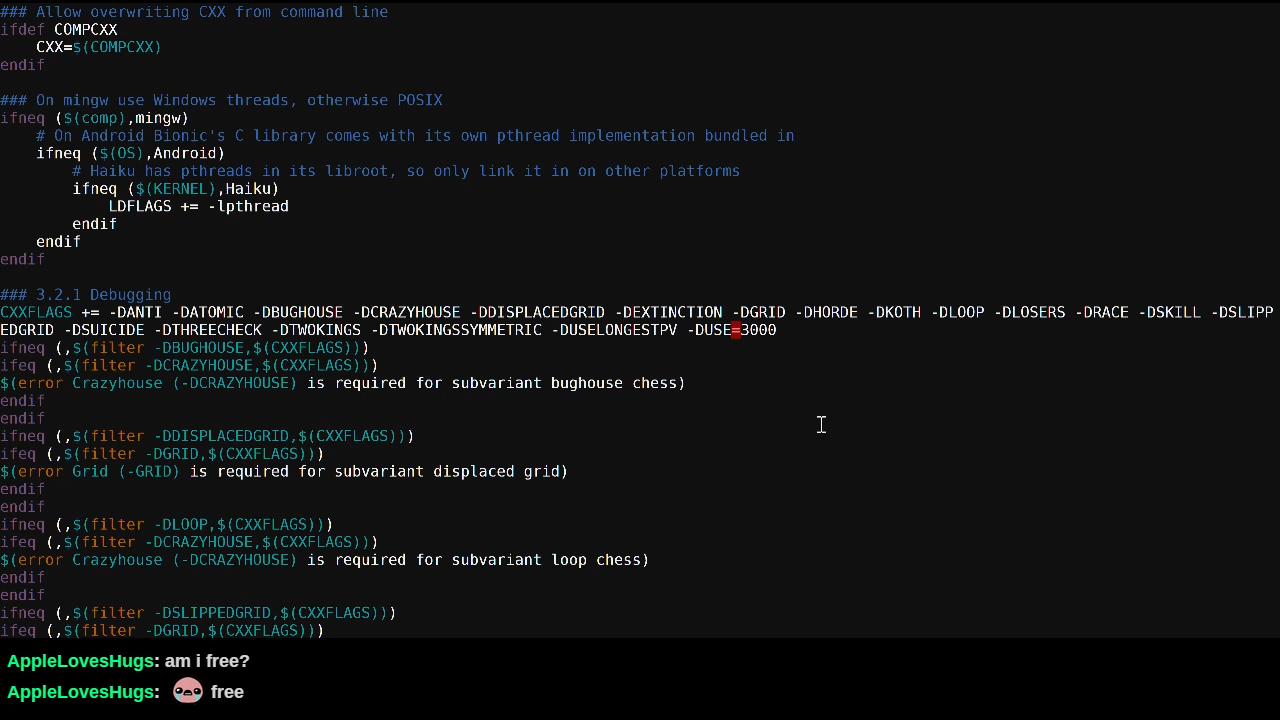 ### Allow overwriting CXX from command line
ifdef COMPCXX
    CXX=$(COMPCXX)
endif

### On mingw use Windows threads, otherwise POSIX
ifneq ($(comp),mingw)
    # On Android Bionic's C library comes with its own pthread implementation bundled in
    ifneq ($(OS),Android)
        # Haiku has pthreads in its libroot, so only link it in on other platforms
        ifneq ($(KERNEL),Haiku)
            LDFLAGS += -lpthread
        endif
    endif
endif

### 3.2.1 Debugging
CXXFLAGS += -DANTI -DATOMIC -DBUGHOUSE -DCRAZYHOUSE -DDISPLACEDGRID -DEXTINCTION -DGRID -DHORDE -DKOTH -DLOOP -DLOSERS -DRACE -DSKILL -DSLIPP
EDGRID -DSUICIDE -DTHREECHECK -DTWOKINGS -DTWOKINGSSYMMETRIC -DUSELONGESTPV -DUSE=3000
ifneq (,$(filter -DBUGHOUSE,$(CXXFLAGS)))
ifeq (,$(filter -DCRAZYHOUSE,$(CXXFLAGS)))
$(error Crazyhouse (-DCRAZYHOUSE) is required for subvariant bughouse chess)
endif
endif
ifneq (,$(filter -DDISPLACEDGRID,$(CXXFLAGS)))
ifeq (,$(filter -DGRID,$(CXXFLAGS)))
$(error Grid (-GRID) is required for subvariant displaced grid)
endif
endif
ifneq (,$(filter -DLOOP,$(CXXFLAGS)))
ifeq (,$(filter -DCRAZYHOUSE,$(CXXFLAGS)))
$(error Crazyhouse (-DCRAZYHOUSE) is required for subvariant loop chess)
endif
endif
ifneq (,$(filter -DSLIPPEDGRID,$(CXXFLAGS)))
ifeq (,$(filter -DGRID,$(CXXFLAGS)))
AppleLovesHugs: am i free?
AppleLovesHugs: free